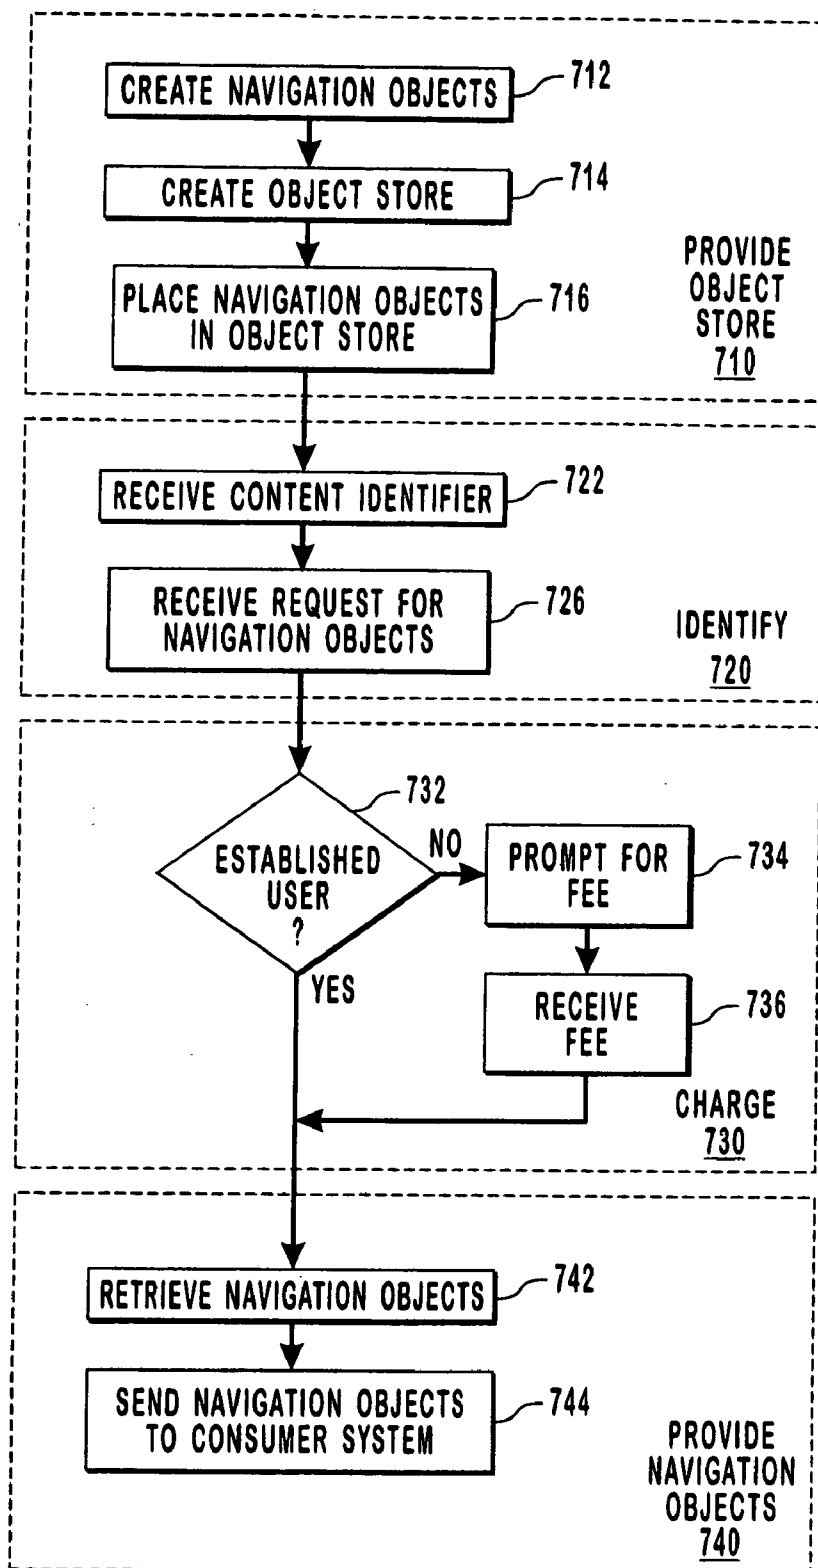 CREATE NAVIGATION OBJECTS
712
CREATE OBJECT STORE
714
PLACE NAVIGATION OBJECTS
IN OBJECT STORE
716
PROVIDE
OBJECT
STORE
710
RECEIVE CONTENT IDENTIFIER
722
RECEIVE REQUEST FOR
NAVIGATION OBJECTS
726
IDENTIFY
720
ESTABLISHED
USER
?
732
NO
YES
PROMPT FOR
FEE
734
RECEIVE
FEE
736
CHARGE
730
RETRIEVE NAVIGATION OBJECTS
742
SEND NAVIGATION OBJECTS
TO CONSUMER SYSTEM
744
PROVIDE
NAVIGATION
OBJECTS
740